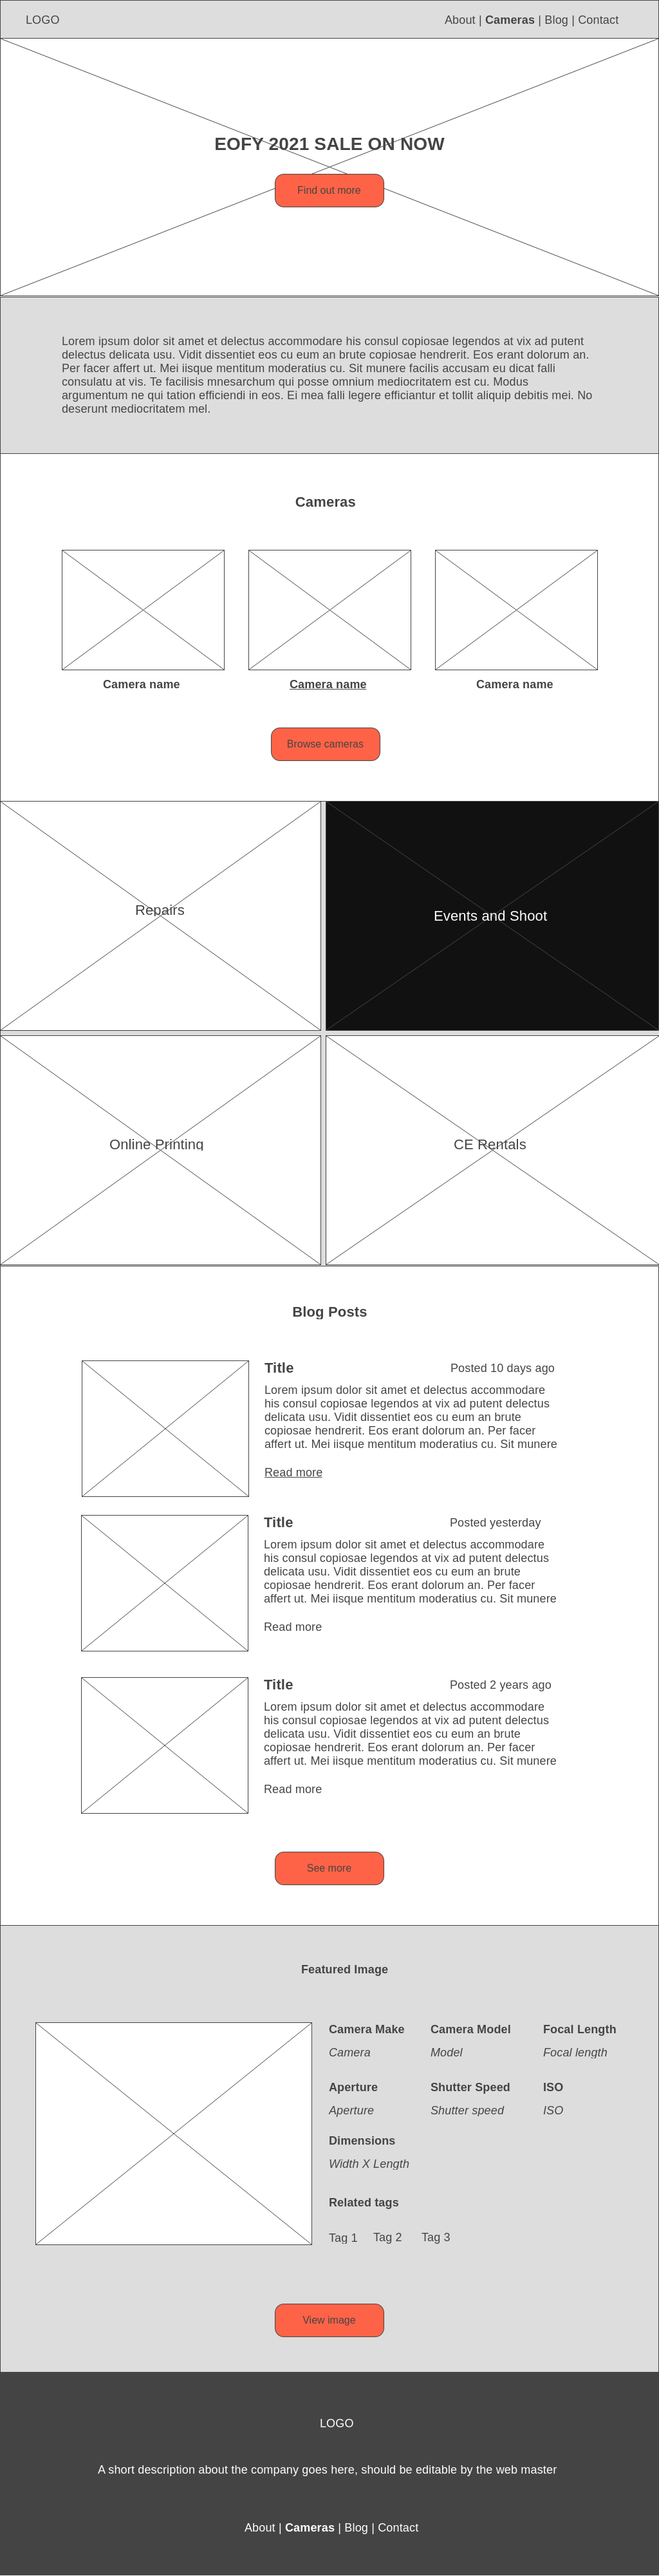 LOGO
About | Cameras | Blog | Contact
EOFY 2021 SALE ON NOW
Find out more
Lorem ipsum dolor sit amet et delectus accommodare his consul copiosae legendos at vix ad putent
delectus delicata usu. Vidit dissentiet eos cu eum an brute copiosae hendrerit. Eos erant dolorum an.
Per facer affert ut. Mei iisque mentitum moderatius cu. Sit munere facilis accusam eu dicat falli
consulatu at vis. Te facilisis mnesarchum qui posse omnium mediocritatem est cu. Modus
argumentum ne qui tation efficiendi in eos. Ei mea falli legere efficiantur et tollit aliquip debitis mei. No
deserunt mediocritatem mel.
Cameras
Camera name
Camera name
Camera name
Browse cameras
Repairs
Events and Shoot
Online Printing
CE Rentals
Blog Posts
Title
Posted 10 days ago
Lorem ipsum dolor sit amet et delectus accommodare
his consul copiosae legendos at vix ad putent delectus
delicata usu. Vidit dissentiet eos cu eum an brute
copiosae hendrerit. Eos erant dolorum an. Per facer
affert ut. Mei iisque mentitum moderatius cu. Sit munere
Read more
Title
Posted yesterday
Lorem ipsum dolor sit amet et delectus accommodare
his consul copiosae legendos at vix ad putent delectus
delicata usu. Vidit dissentiet eos cu eum an brute
copiosae hendrerit. Eos erant dolorum an. Per facer
affert ut. Mei iisque mentitum moderatius cu. Sit munere
Read more
Title
Posted 2 years ago
Lorem ipsum dolor sit amet et delectus accommodare
his consul copiosae legendos at vix ad putent delectus
delicata usu. Vidit dissentiet eos cu eum an brute
copiosae hendrerit. Eos erant dolorum an. Per facer
affert ut. Mei iisque mentitum moderatius cu. Sit munere
Read more
See more
Featured Image
Camera Make
Camera Model
Focal Length
Camera
Model
Focal length
Aperture
Shutter Speed
ISO
Aperture
Shutter speed
ISO
Dimensions
Width X Length
Related tags
Tag 1
Tag 2
Tag 3
View image
LOGO
A short description about the company goes here, should be editable by the web master
About | Cameras | Blog | Contact